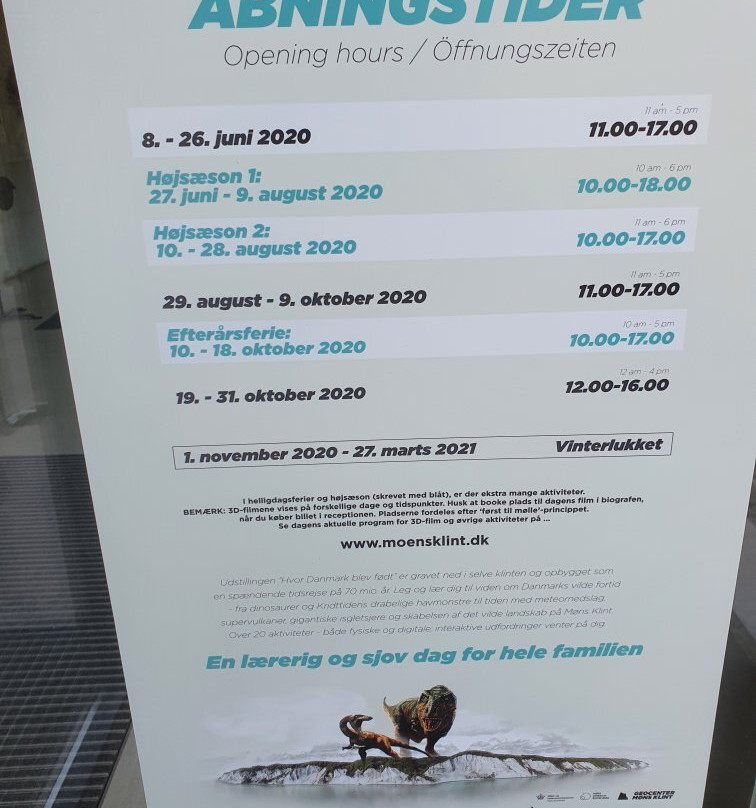 ÅBNINGSTIDER
Opening hours / Öffnungszeiten
8. - 26. juni 2020
11 am - 5 pm
11.00-17.00
Højsæson 1:
27. juni - 9. august 2020
10 am - 6 pm
10.00-18.00
Højsæson 2:
10. - 28. august 2020
11 am - 6 pm
10.00-17.00
29. august - 9. oktober 2020
11 am - 5 pm
11.00-17.00
Efterårsferie:
10. - 18. oktober 2020
10 am - 5 pm
10.00-17.00
19. - 31. oktober 2020
12 am - 4 pm
12.00-16.00
1. november 2020 - 27. marts 2021 Vinterlukket
I helligdagsferier og højsæson (skrevet med blåt), er der ekstra mange aktiviteter.
BEMÆRK: 3D-filmene vises på forskellige dage og tidspunkter. Husk at booke plads til dagens film i biografen,
når du køber billet i receptionen. Pladserne fordeles efter 'først til mølle'-princippet.
Se dagens aktuelle program for 3D-film og øvrige aktiviteter på ...
www.moensklint.dk
Udstillingen "Hvor Danmark blev født" er gravet ned i selve klinten og opbygget som
en spændende tidsrejse på 70 mio. år. Leg og lær dig til viden om Danmarks vilde fortid
- fra dinosaurer og Kridttidens drabelige havmonstre til tiden med meteornedslag,
supervulkaner, gigantiske isgletsjere og skabelsen af det vilde landskab på Møns Klint.
Over 20 aktiviteter - både fysiske og digitale, interaktive udfordringer venter på dig.
En lærerig og sjov dag for hele familien
GEOCENTER
MØNS KLINT